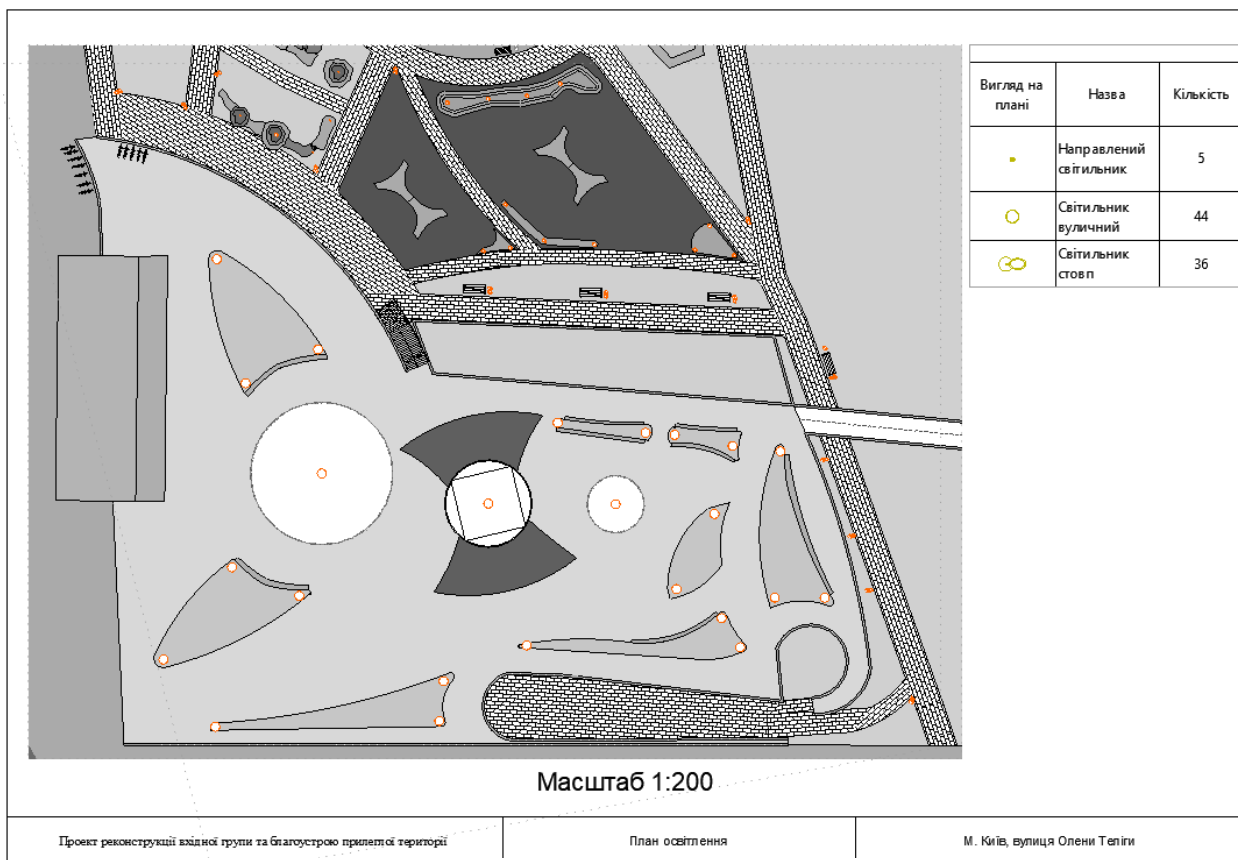 Вигляд на
плані
Назва
Кількість
Направлений
світильник
5
Світильник
вуличний
44
Світильник
стовп
36
Масштаб 1:200
Проект реконструкції вхідної групи та благоустрою прилеглої території
План освітлення
М. Київ, вулиця Олени Теліги